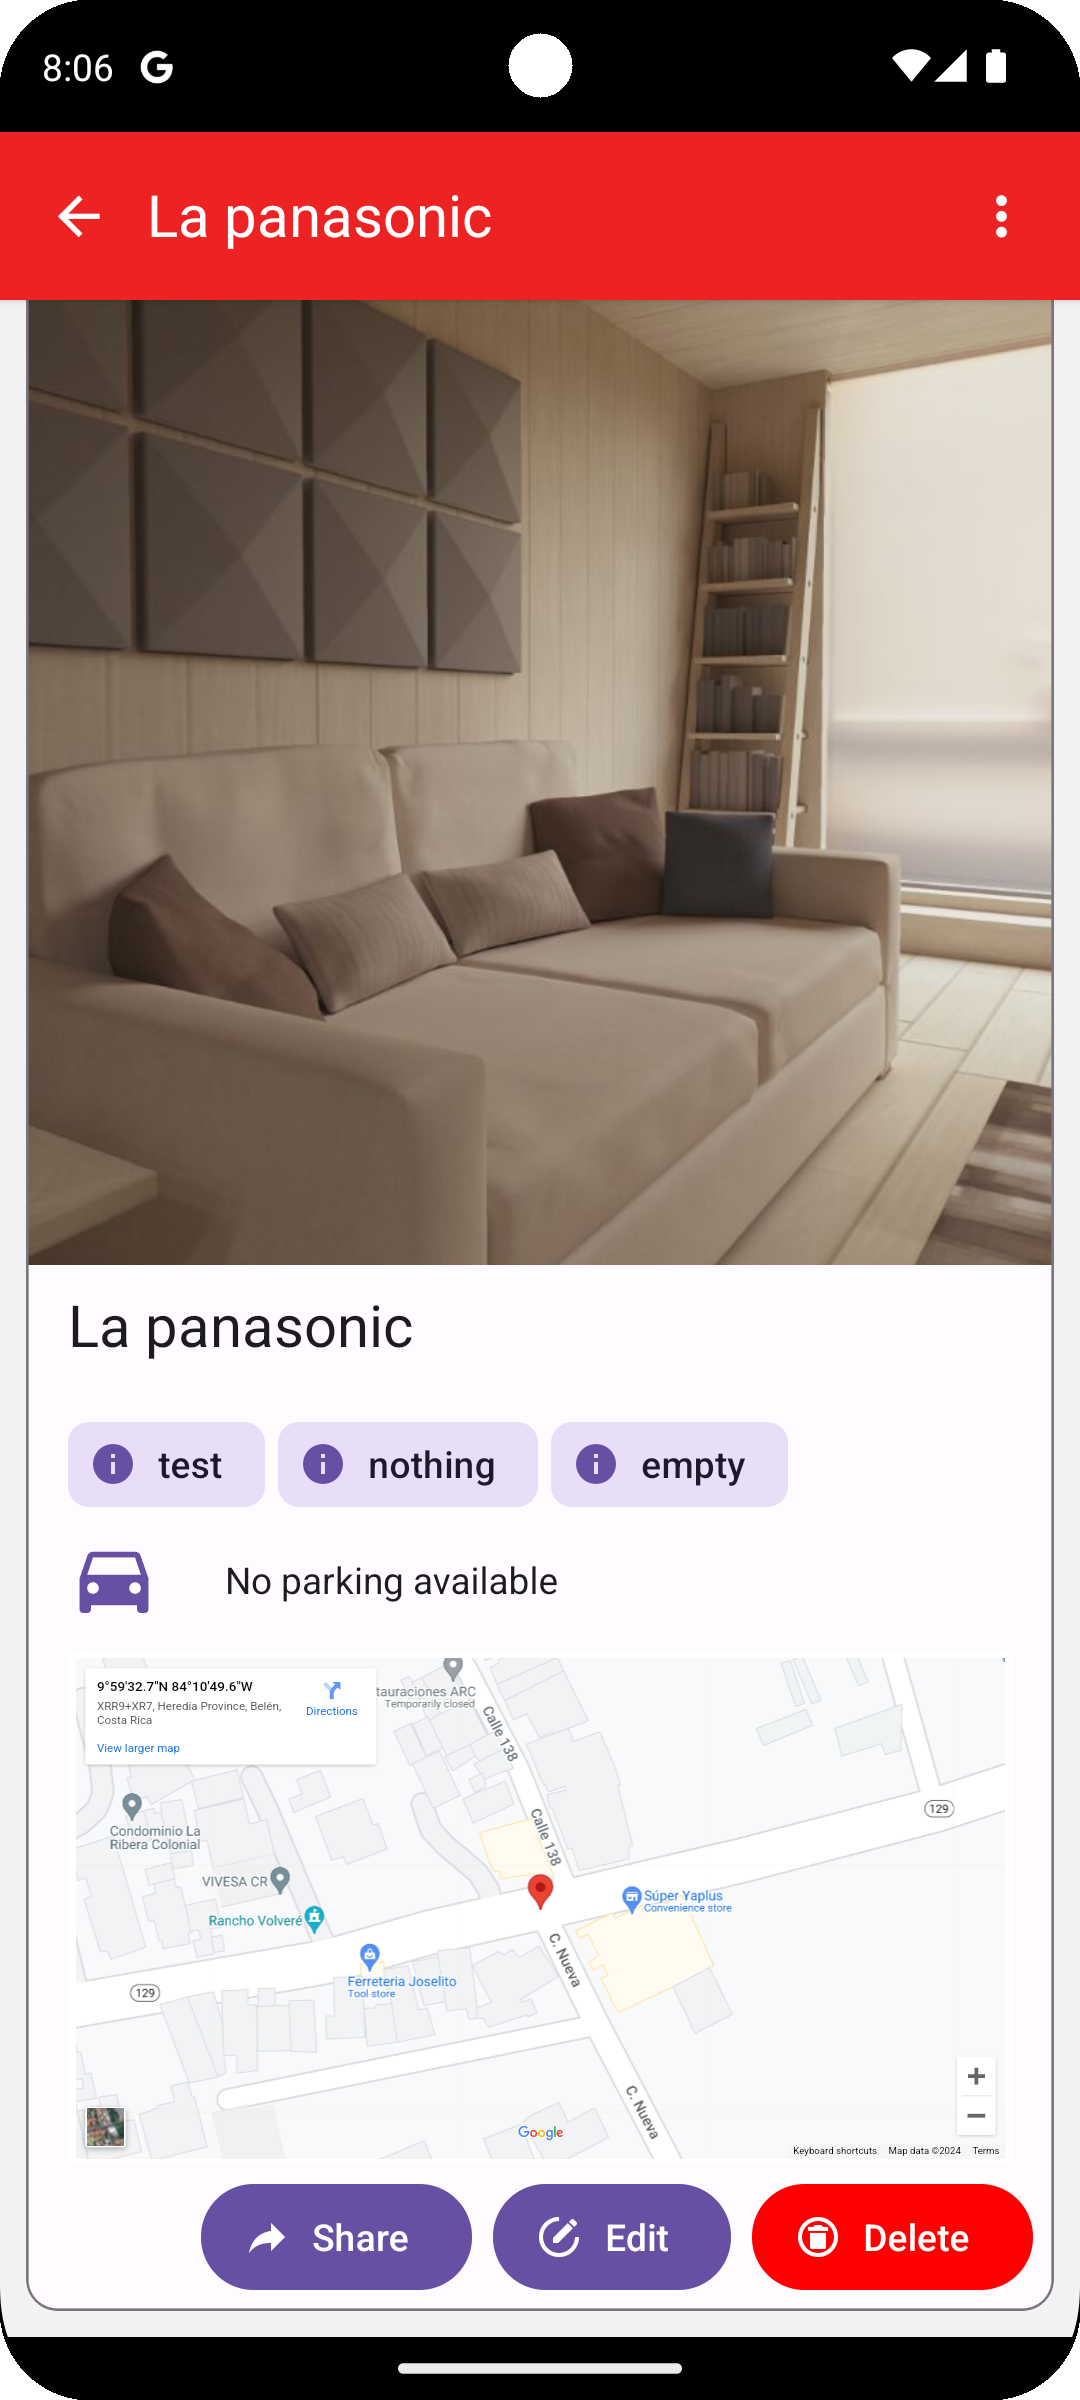 8:06
La panasonic
La panasonic
test
nothing
empty
No parking available
9°59'32.7"N 84°10'49.6"W
XRR9+XR7, Heredia Province, Belén,
Costa Rica
Directions
View larger map
tauraciones ARC
Temporarily closed
Calle 138
Calle 138
129
Condominio La
Ribera Colonial
VIVESA CR
Rancho Volveré
Súper Yaplus
Convenience store
C. Nueva
Ferreteria Joselito
Tool store
129
C. Nueva
Google
Keyboard shortcuts
Map data ©2024
Terms
Share
Edit
Delete